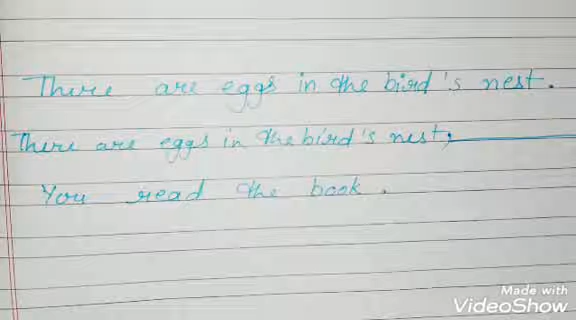 There are eggs in the bird's nest.
There are eggs in the bird's nest,
You read the book.
Made with
VideoShow